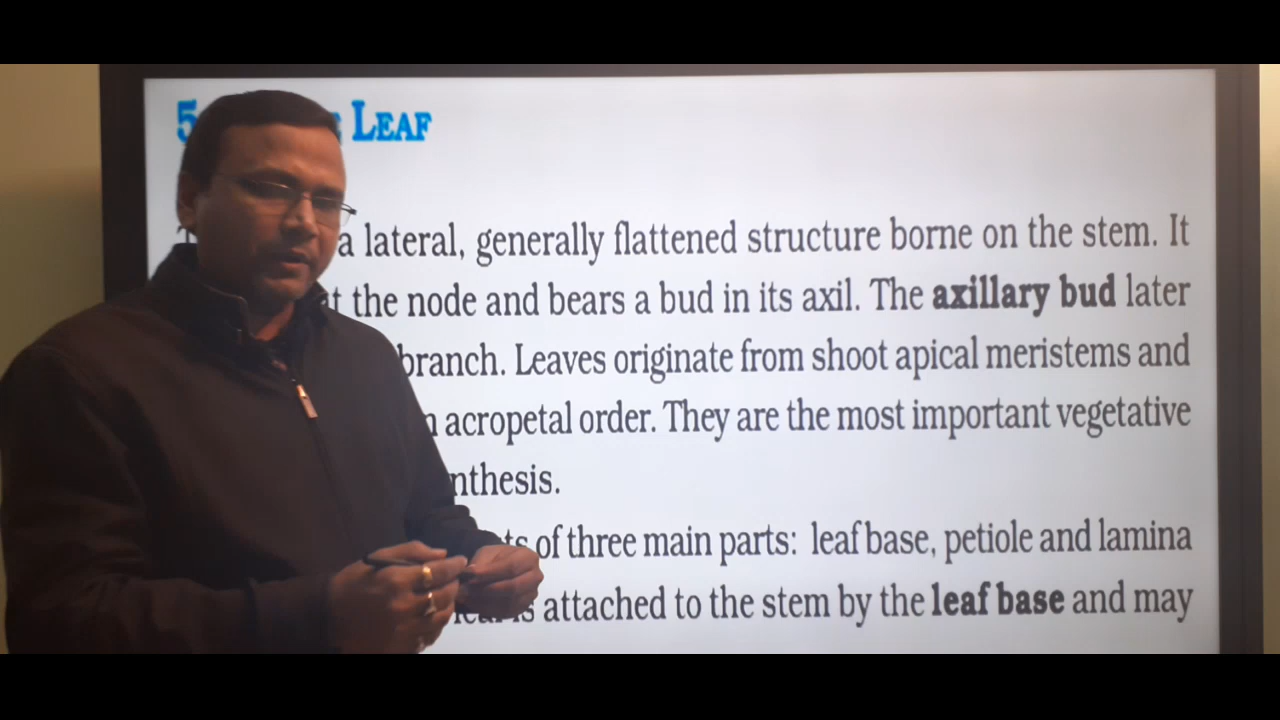 5 LEAF
a lateral, generally flattened structure borne on the stem. It
the node and bears a bud in its axil. The axillary bud later
branch. Leaves originate from shoot apical meristems and
acropetal order. They are the most important vegetative
nthesis.
of three main parts: leaf base, petiole and lamina
attached to the stem by the leaf base and may